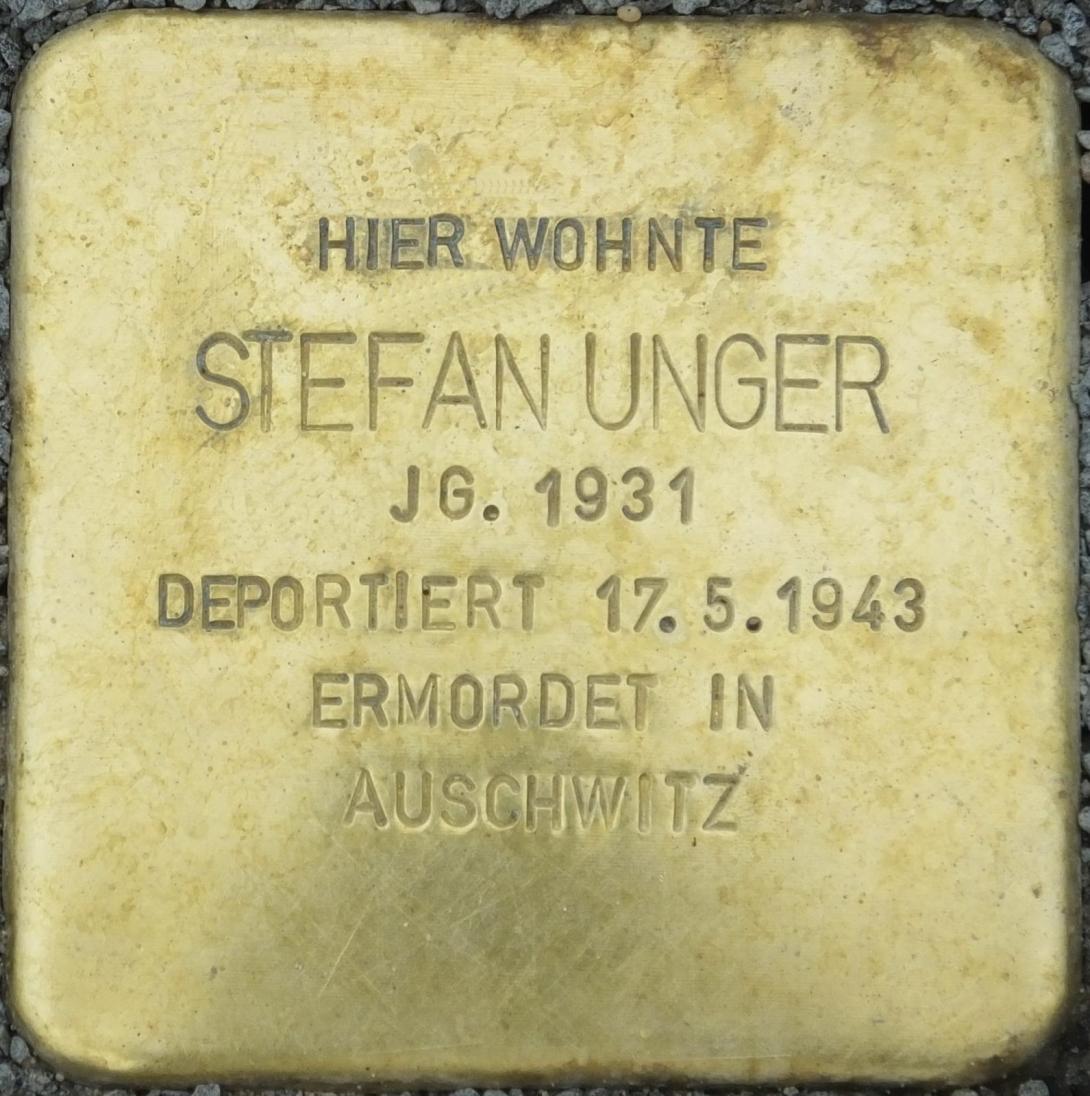 HIER WOHNTE
STEFAN UNGER
JG. 1931
DEPORTIERT 17.5.1943
ERMORDET IN
AUSCHWITZ